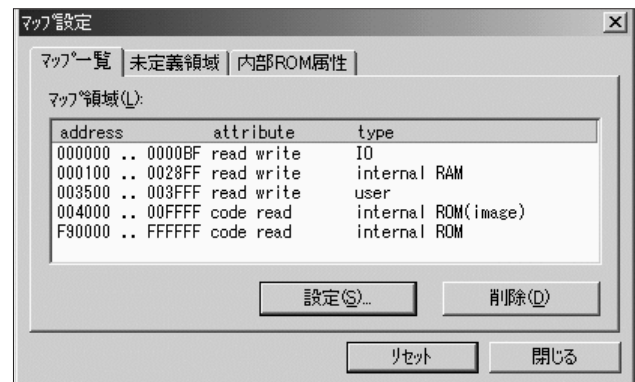 ﾏｯﾌﾟ設定
ﾏｯﾌﾟ一覧 未定義領域 内部ROM属性
ﾏｯﾌﾟ領域(L):
address attribute type
000000 .. 0000BF read write IO
000100 .. 0028FF read write internal RAM
003500 .. 003FFF read write user
004000 .. 00FFFF code read internal ROM(image)
F90000 .. FFFFFF code read internal ROM
設定(S)... 削除(D)
ﾘｾｯﾄ 閉じる